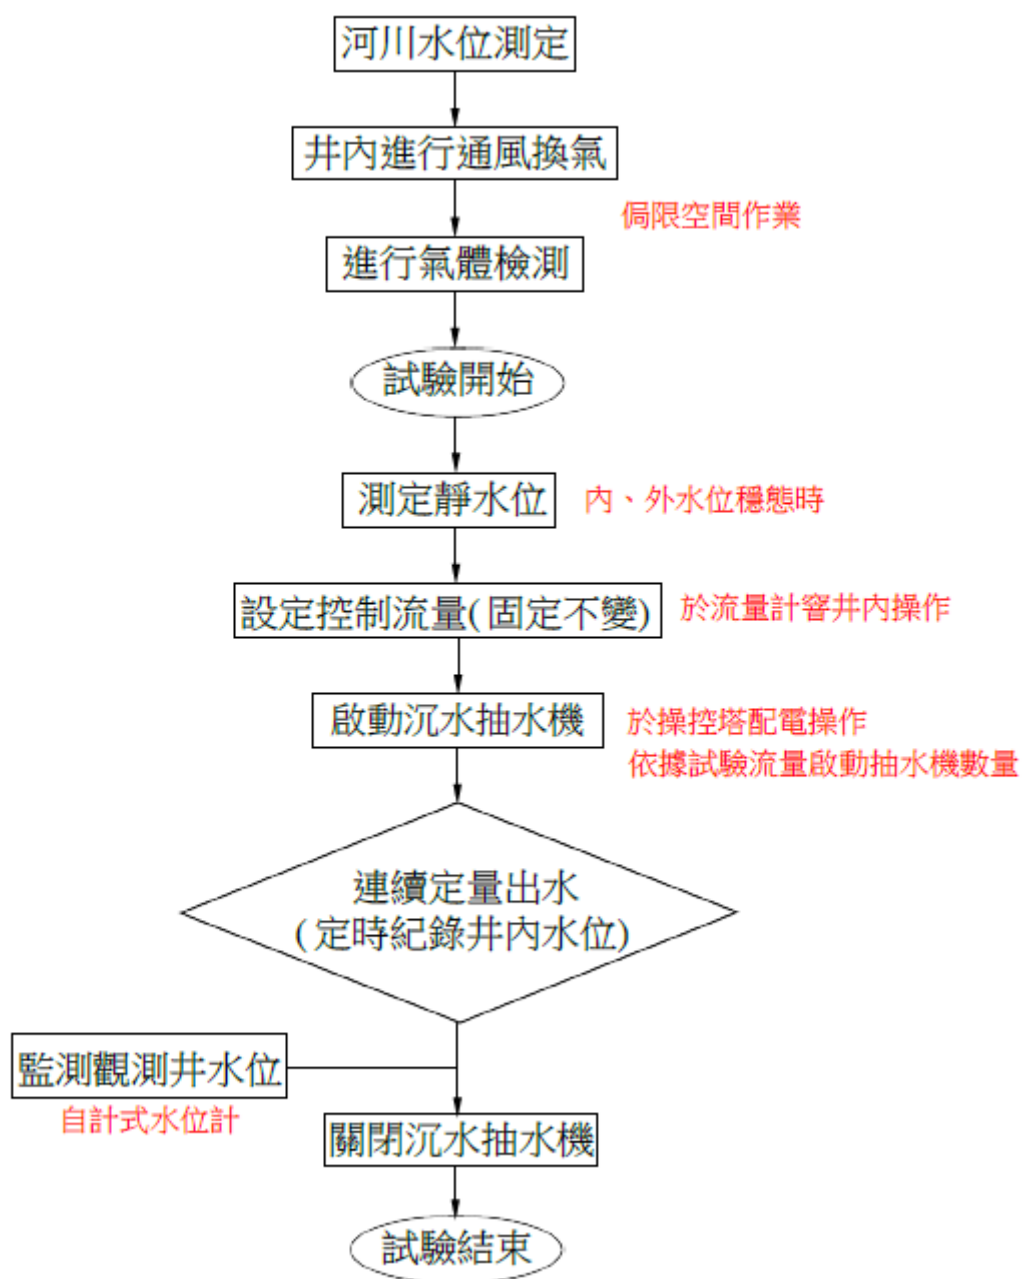 河川水位測定
井內進行通風換氣
侷限空間作業
進行氣體檢測
試驗開始
測定靜水位
內、外水位穩態時
設定控制流量(固定不變)
於流量計窨井內操作
啟動沉水抽水機
於操控塔配電操作
依據試驗流量啟動抽水機數量
連續定量出水
(定時紀錄井內水位)
監測觀測井水位
自計式水位計
關閉沉水抽水機
試驗結束